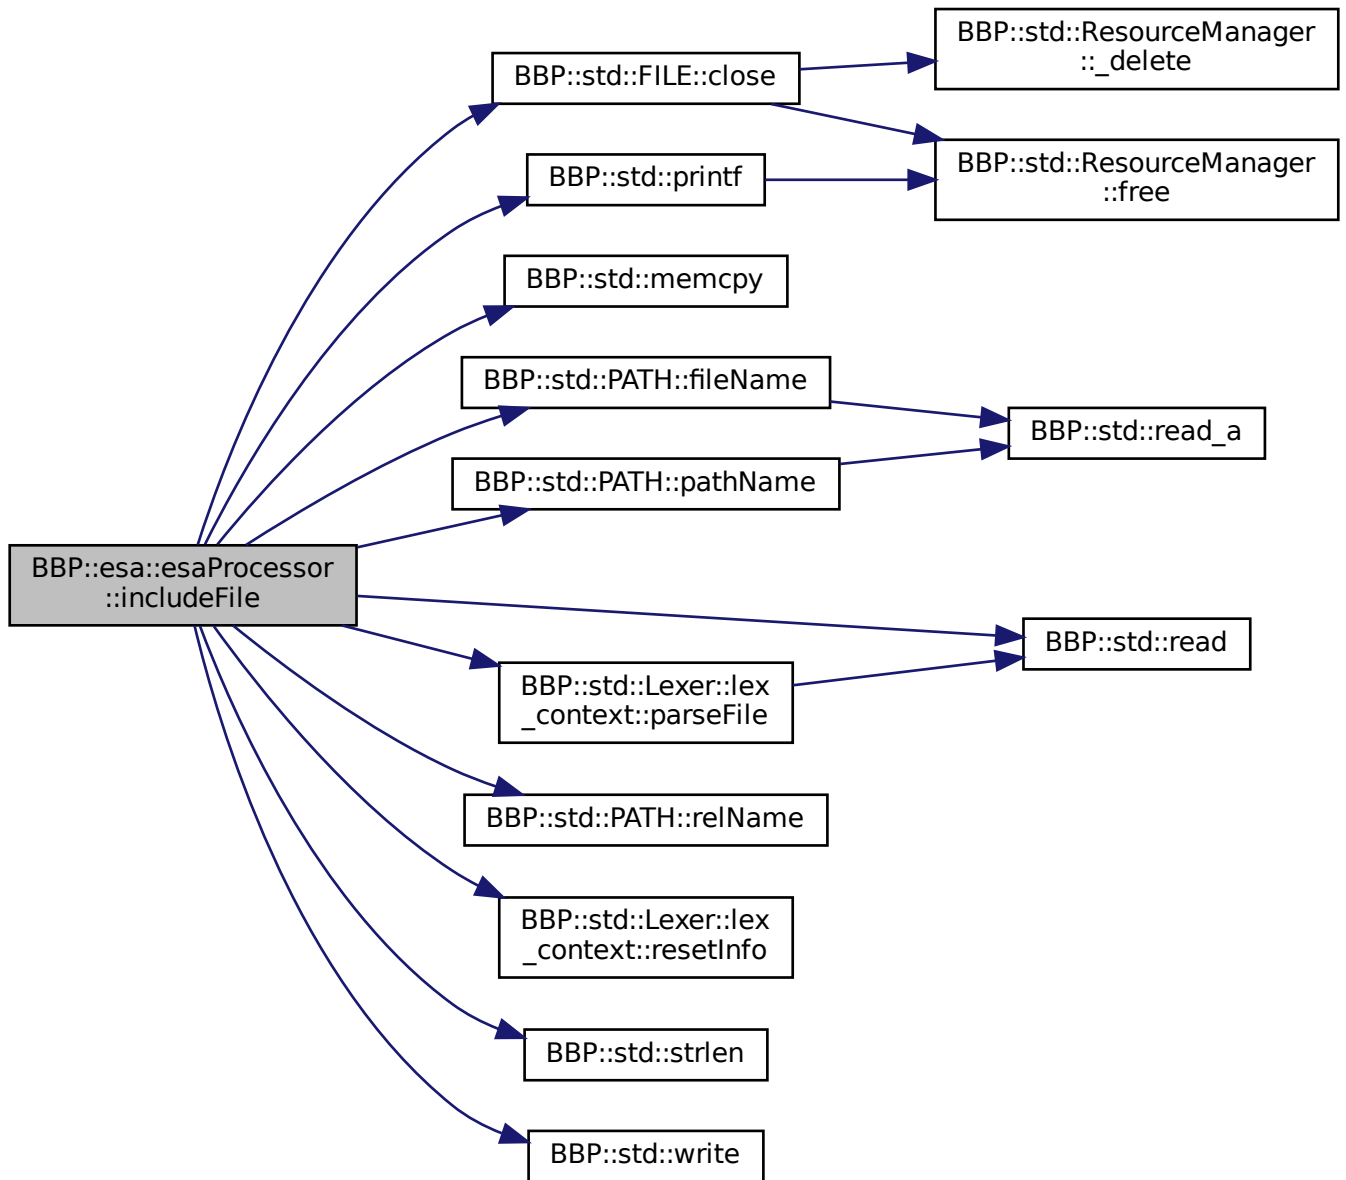 BBP::std::ResourceManager
::_delete
BBP::std::FILE::close
BBP::std::ResourceManager
::free
BBP::std::printf
BBP::std::memcpy
BBP::std::PATH::fileName
BBP::std::read_a
BBP::std::PATH::pathName
BBP::esa::esaProcessor
::includeFile
BBP::std::read
BBP::std::Lexer::lex
_context::parseFile
BBP::std::PATH::relName
BBP::std::Lexer::lex
_context::resetInfo
BBP::std::strlen
BBP::std::write